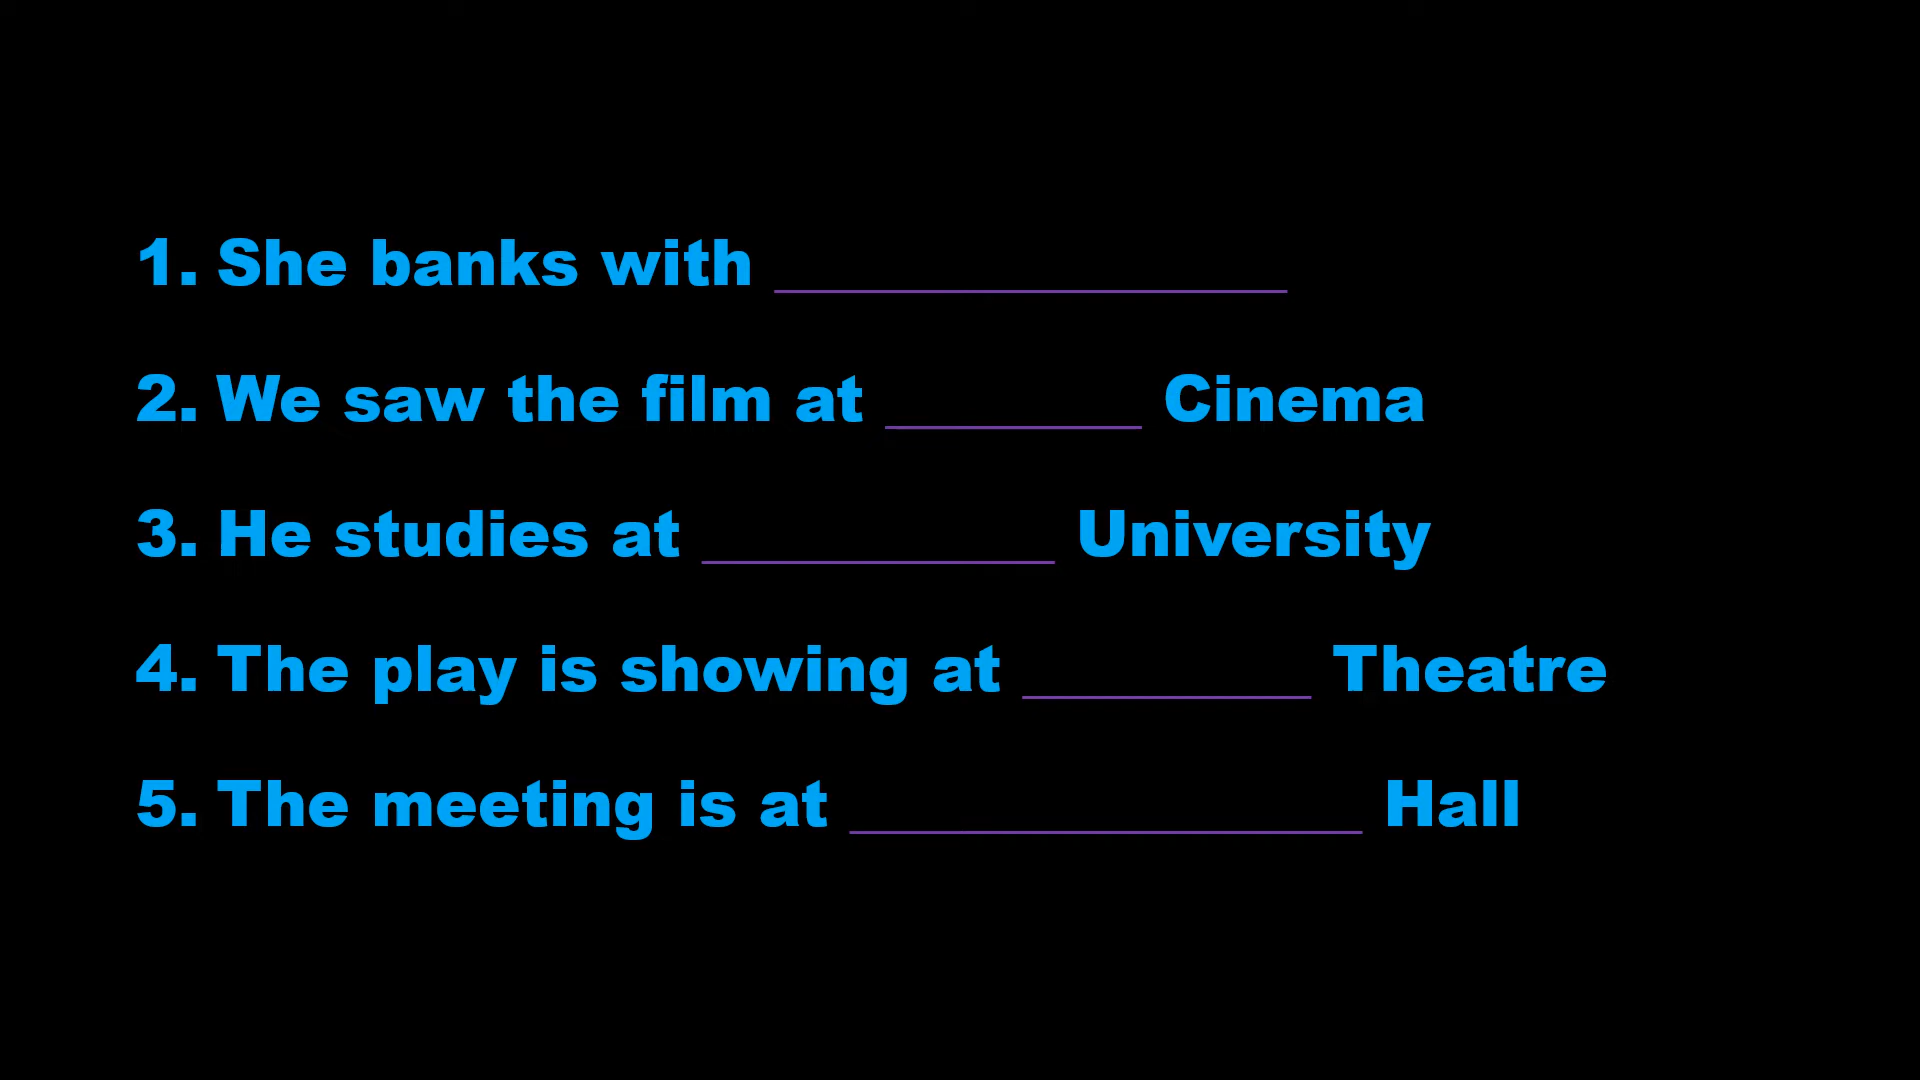 1. She banks with ________________
2. We saw the film at ________ Cinema
3. He studies at ___________ University
4. The play is showing at _________ Theatre
5. The meeting is at ________________ Hall